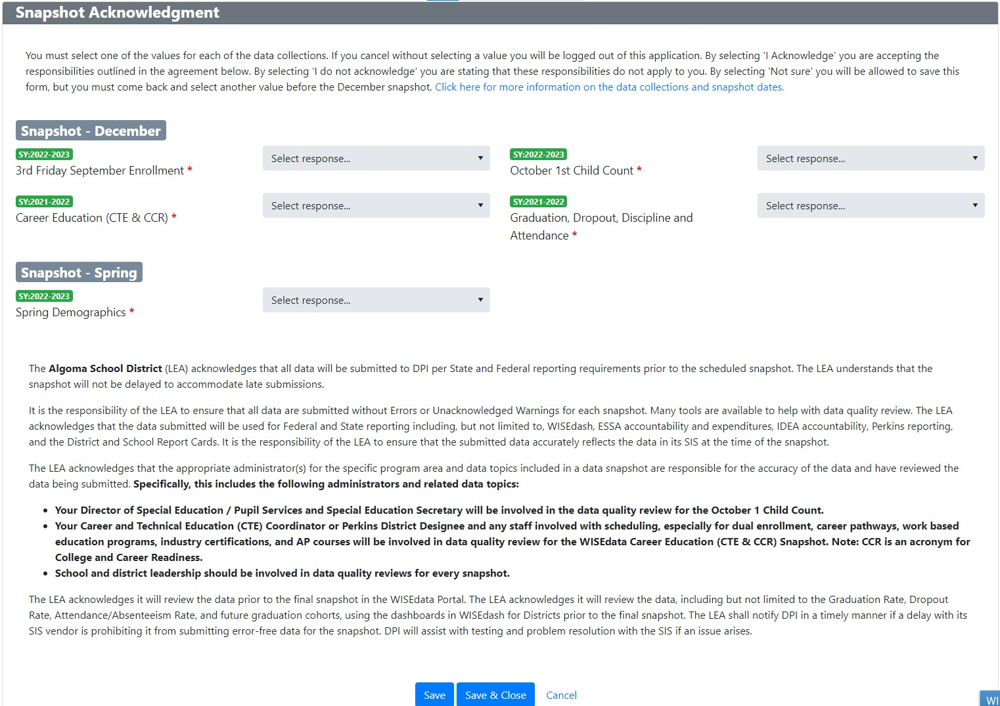 Snapshot Acknowledgment
You must select one of the values for each of the data collections. If you cancel without selecting a value you will be logged out of this application. By selecting 'I Acknowledge' you are accepting the
responsibilities outlined in the agreement below. By selecting 'I do not acknowledge' you are stating that these responsibilities do not apply to you. By selecting 'Not sure' you will be allowed to save this
form, but you must come back and select another value before the December snapshot. Click here for more information on the data collections and snapshot dates.
Snapshot - December
SY:2022-2023
3rd Friday September Enrollment *
Select response...
SY:2022-2023
October 1st Child Count *
Select response...
SY:2021-2022
Career Education (CTE & CCR) *
Select response...
SY:2021-2022
Graduation, Dropout, Discipline and
Attendance *
Select response...
Snapshot - Spring
SY:2022-2023
Spring Demographics *
Select response...
The Algoma School District (LEA) acknowledges that all data will be submitted to DPI per State and Federal reporting requirements prior to the scheduled snapshot. The LEA understands that the
snapshot will not be delayed to accommodate late submissions.
It is the responsibility of the LEA to ensure that all data are submitted without Errors or Unacknowledged Warnings for each snapshot. Many tools are available to help with data quality review. The LEA
acknowledges that the data submitted will be used for Federal and State reporting including, but not limited to, WISEdash, ESSA accountability and expenditures, IDEA accountability, Perkins reporting,
and the District and School Report Cards. It is the responsibility of the LEA to ensure that the submitted data accurately reflects the data in its SIS at the time of the snapshot.
The LEA acknowledges that the appropriate administrator(s) for the specific program area and data topics included in a data snapshot are responsible for the accuracy of the data and have reviewed the
data being submitted. Specifically, this includes the following administrators and related data topics:
• Your Director of Special Education / Pupil Services and Special Education Secretary will be involved in the data quality review for the October 1 Child Count.
• Your Career and Technical Education (CTE) Coordinator or Perkins District Designee and any staff involved with scheduling, especially for dual enrollment, career pathways, work based
education programs, industry certifications, and AP courses will be involved in data quality review for the WISEdata Career Education (CTE & CCR) Snapshot. Note: CCR is an acronym for
College and Career Readiness.
• School and district leadership should be involved in data quality reviews for every snapshot.
The LEA acknowledges it will review the data prior to the final snapshot in the WISEdata Portal. The LEA acknowledges it will review the data, including but not limited to the Graduation Rate, Dropout
Rate, Attendance/Absenteeism Rate, and future graduation cohorts, using the dashboards in WISEdash for Districts prior to the final snapshot. The LEA shall notify DPI in a timely manner if a delay with its
SIS vendor is prohibiting it from submitting error-free data for the snapshot. DPI will assist with testing and problem resolution with the SIS if an issue arises.
Save Save & Close Cancel
WI